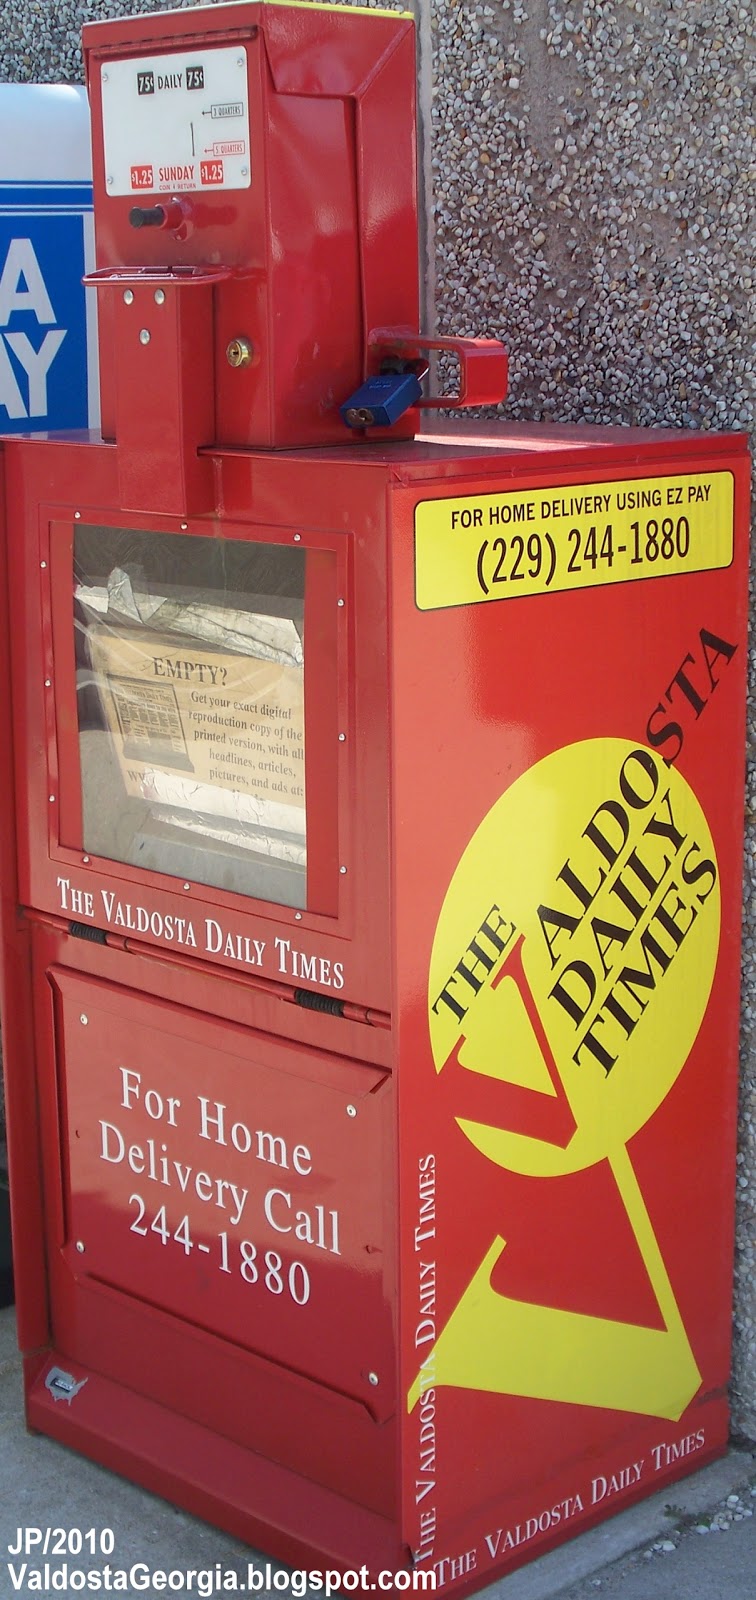 75¢ DAILY 75¢
3 QUARTERS
5 QUARTERS
$1.25 SUNDAY $1.25
COIN RETURN
A
AY
FOR HOME DELIVERY USING EZ PAY
(229) 244-1880
EMPTY?
Get your exact digital
reproduction copy of the
printed version, with all
headlines, articles,
pictures, and ads at:
THE VALDOSTA DAILY TIMES
THE
VALDOSTA
DAILY
TIMES
For Home
Delivery Call
244-1880
V
THE VALDOSTA DAILY TIMES
THE VALDOSTA DAILY TIMES
JP/2010
ValdostaGeorgia.blogspot.com